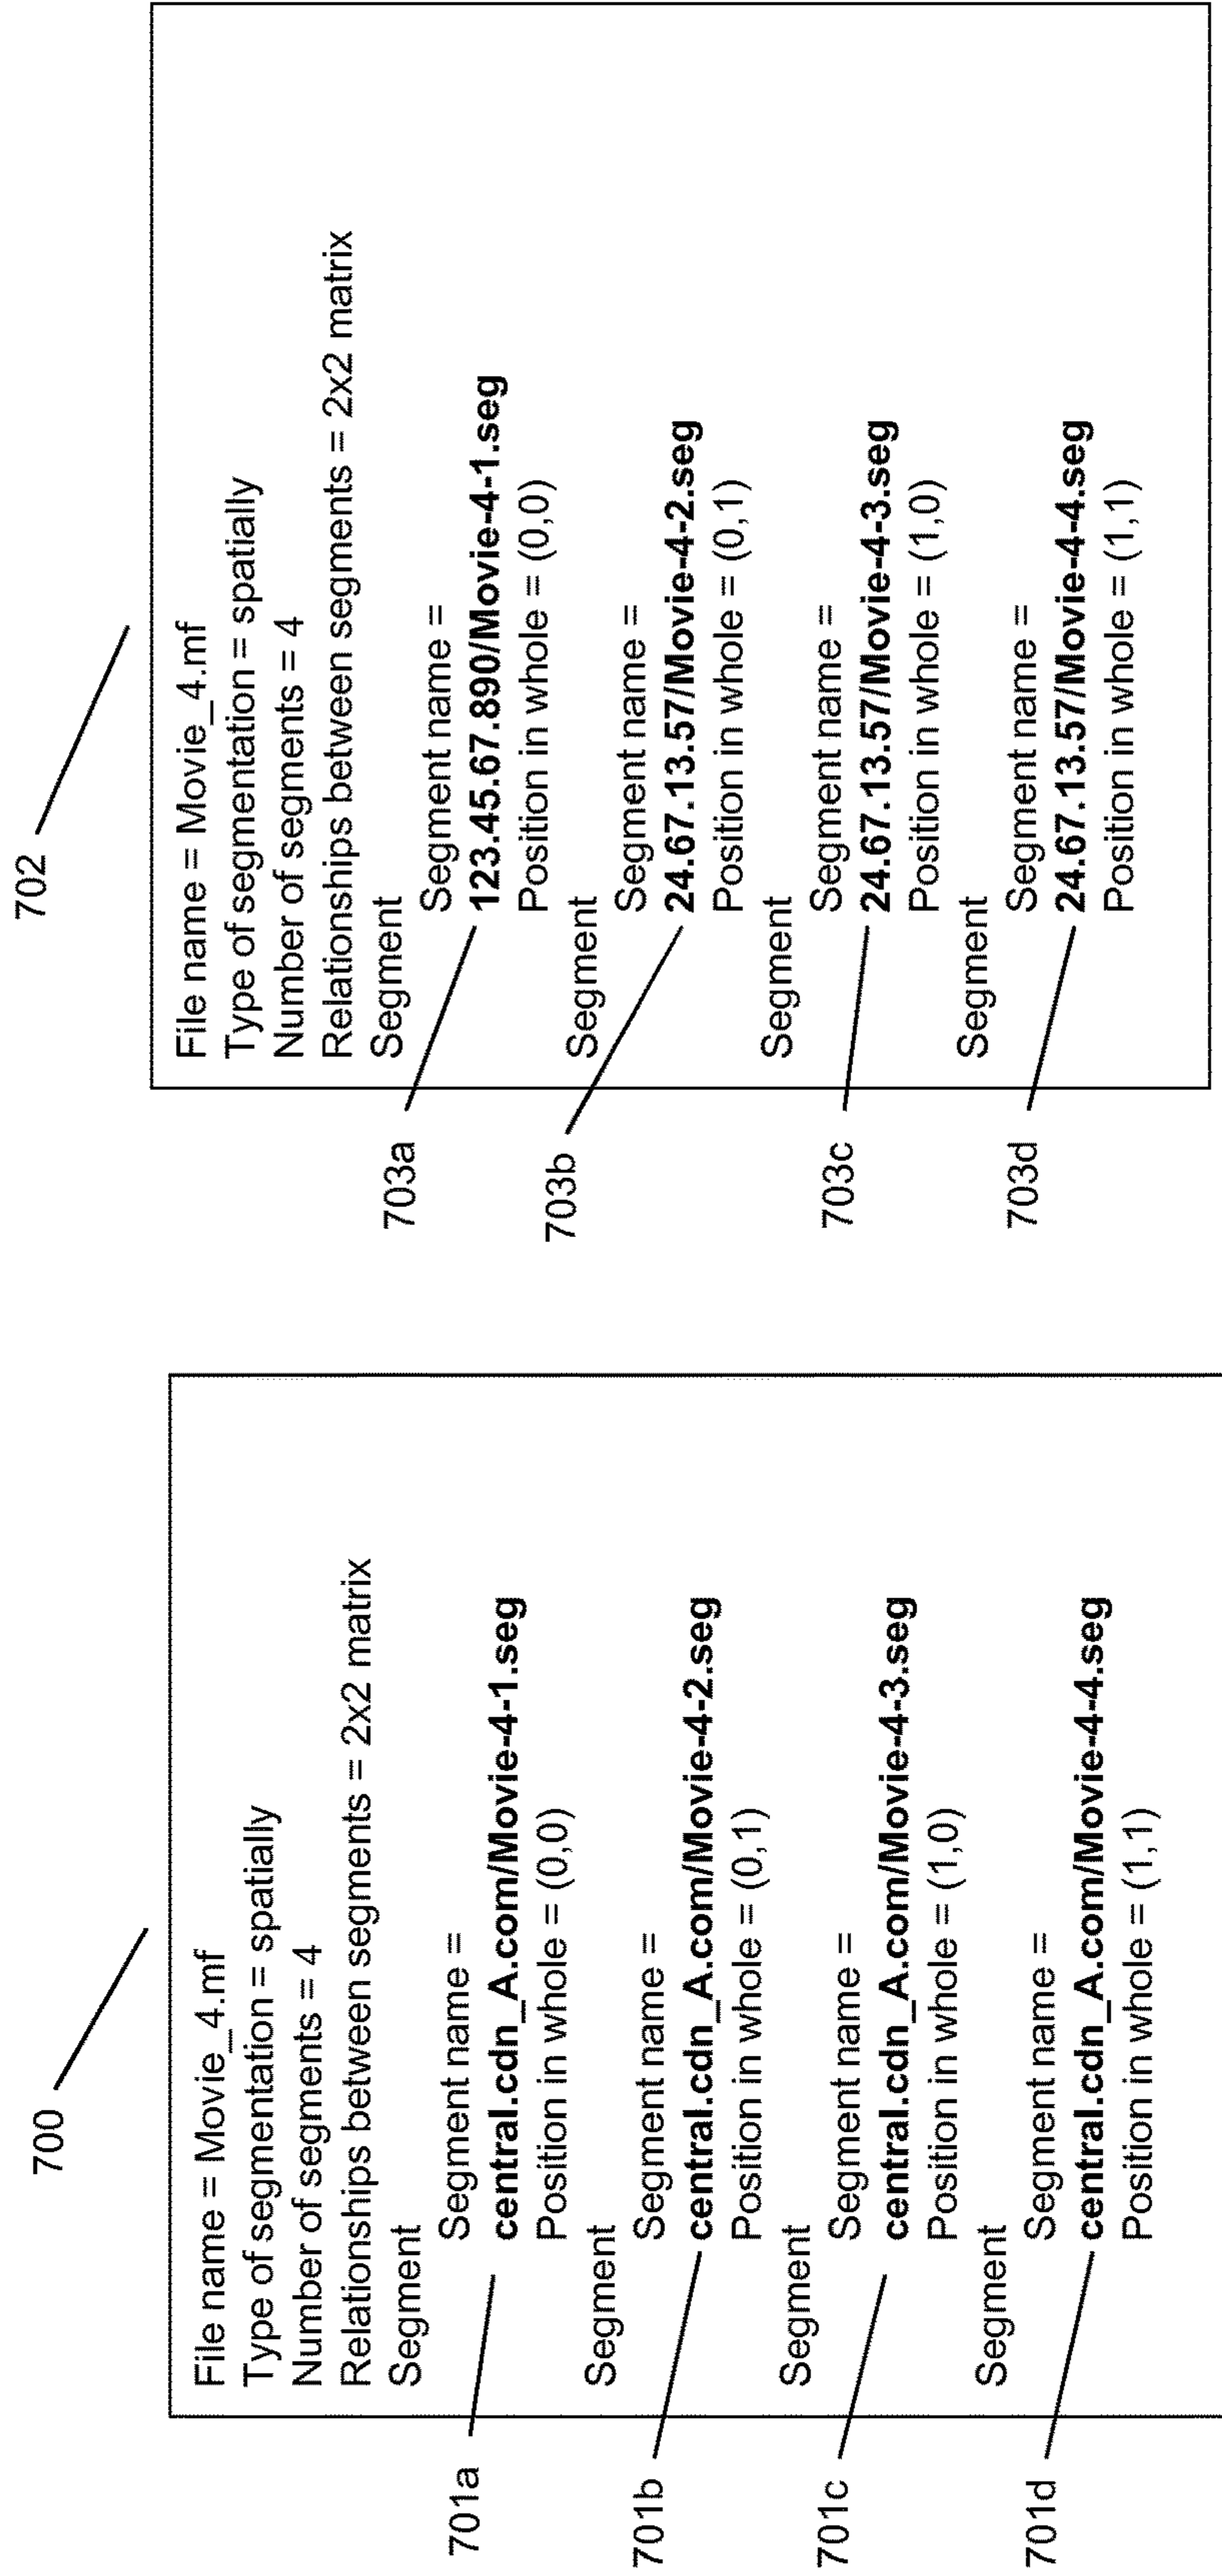 700
File name = Movie_4.mf
Type of segmentation = spatially
Number of segments = 4
Relationships between segments = 2x2 matrix
Segment
Segment name =
701a
central.cdn_A.com/Movie-4-1.seg
Position in whole = (0,0)
Segment
Segment name =
701b
central.cdn_A.com/Movie-4-2.seg
Position in whole = (0,1)
Segment
Segment name =
701c
central.cdn_A.com/Movie-4-3.seg
Position in whole = (1,0)
Segment
Segment name =
701d
central.cdn_A.com/Movie-4-4.seg
Position in whole = (1,1)
702
File name = Movie_4.mf
Type of segmentation = spatially
Number of segments = 4
Relationships between segments = 2x2 matrix
Segment
Segment name =
703a
123.45.67.890/Movie-4-1.seg
Position in whole = (0,0)
Segment
Segment name =
703b
24.67.13.57/Movie-4-2.seg
Position in whole = (0,1)
Segment
Segment name =
703c
24.67.13.57/Movie-4-3.seg
Position in whole = (1,0)
Segment
Segment name =
703d
24.67.13.57/Movie-4-4.seg
Position in whole = (1,1)